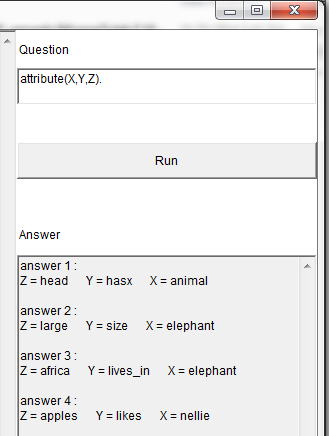 Question
attribute(X,Y,Z).
Run
Answer
answer 1 :
Z = head Y = hasx X = animal
answer 2 :
Z = large Y = size X = elephant
answer 3 :
Z = africa Y = lives_in X = elephant
answer 4 :
Z = apples Y = likes X = nellie